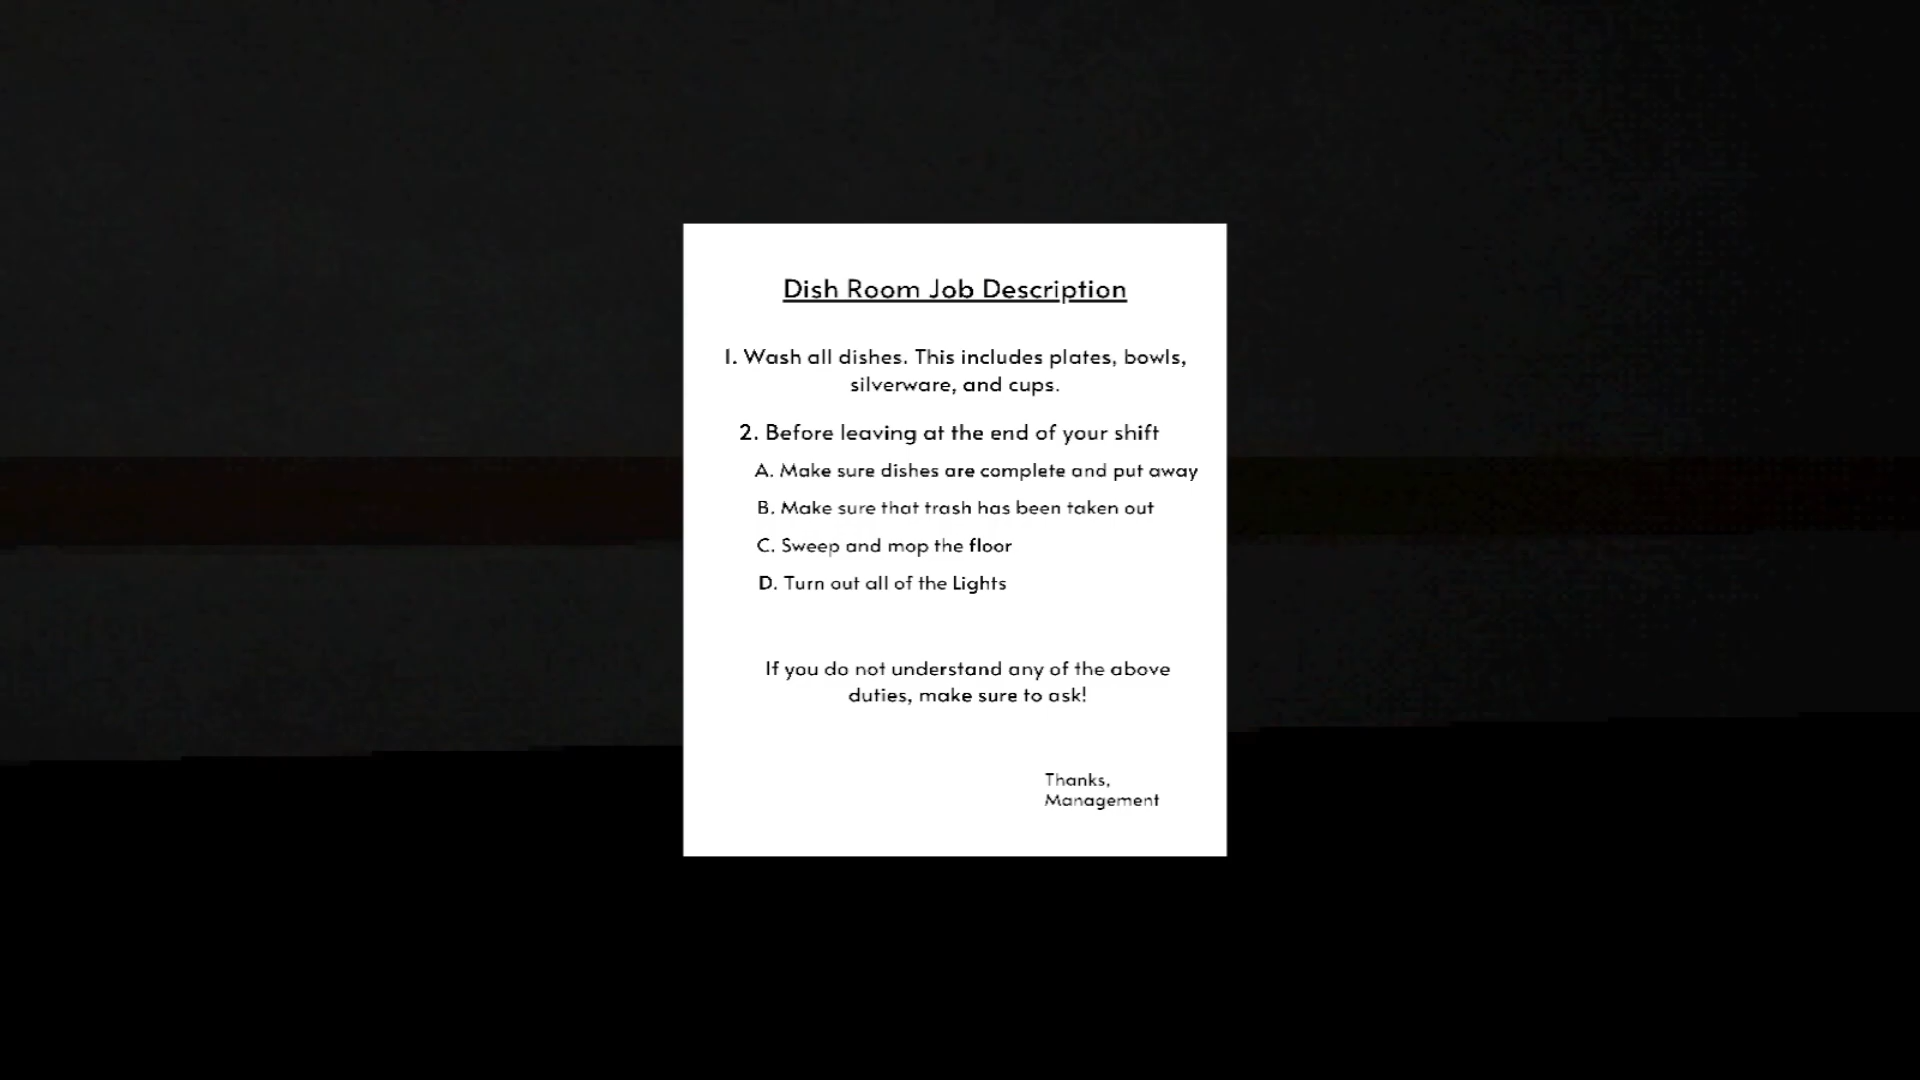 Dish Room Job Description
1. Wash all dishes. This includes plates, bowls,
silverware, and cups.
2. Before leaving at the end of your shift
A. Make sure dishes are complete and put away
B. Make sure that trash has been taken out
C. Sweep and mop the floor
D. Turn out all of the Lights
If you do not understand any of the above
duties, make sure to ask!
Thanks,
Management